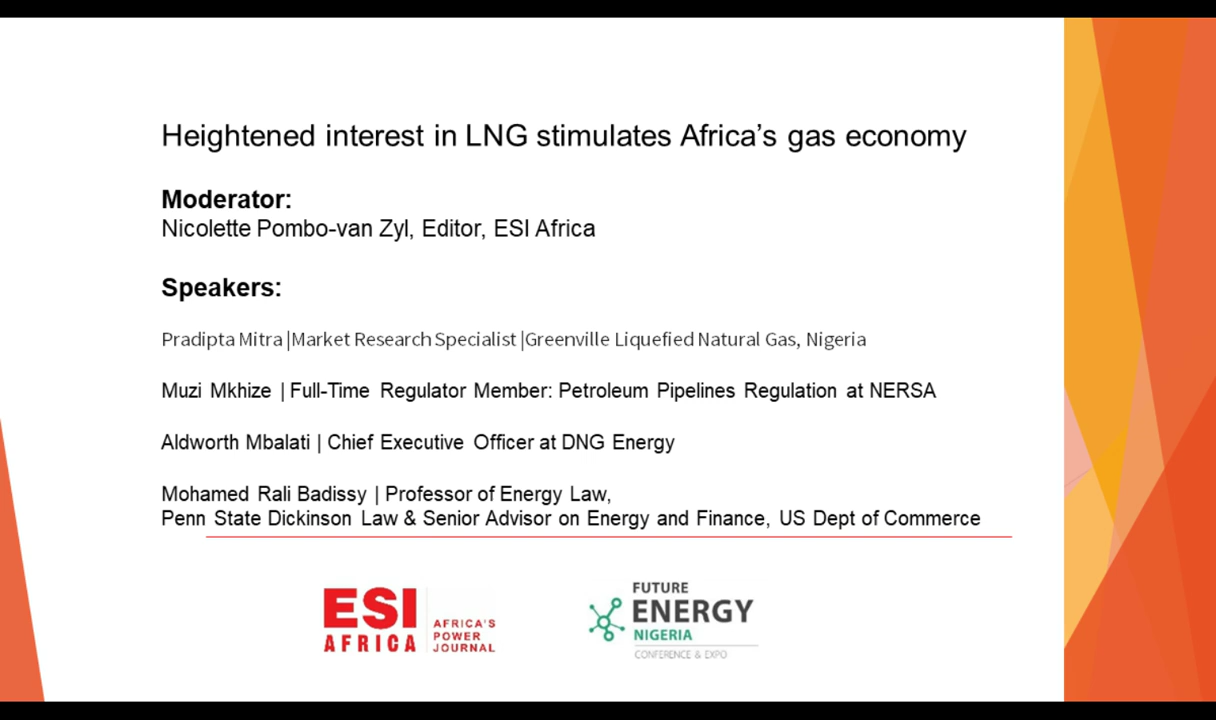 Heightened interest in LNG stimulates Africa's gas economy
Moderator:
Nicolette Pombo-van Zyl, Editor, ESI Africa
Speakers:
Pradipta Mitra |Market Research Specialist |Greenville Liquefied Natural Gas, Nigeria
Muzi Mkhize | Full-Time Regulator Member: Petroleum Pipelines Regulation at NERSA
Aldworth Mbalati | Chief Executive Officer at DNG Energy
Mohamed Rali Badissy | Professor of Energy Law,
Penn State Dickinson Law & Senior Advisor on Energy and Finance, US Dept of Commerce
ESI
AFRICA
AFRICA'S
POWER
JOURNAL
FUTURE
ENERGY
NIGERIA
CONFERENCE & EXPO